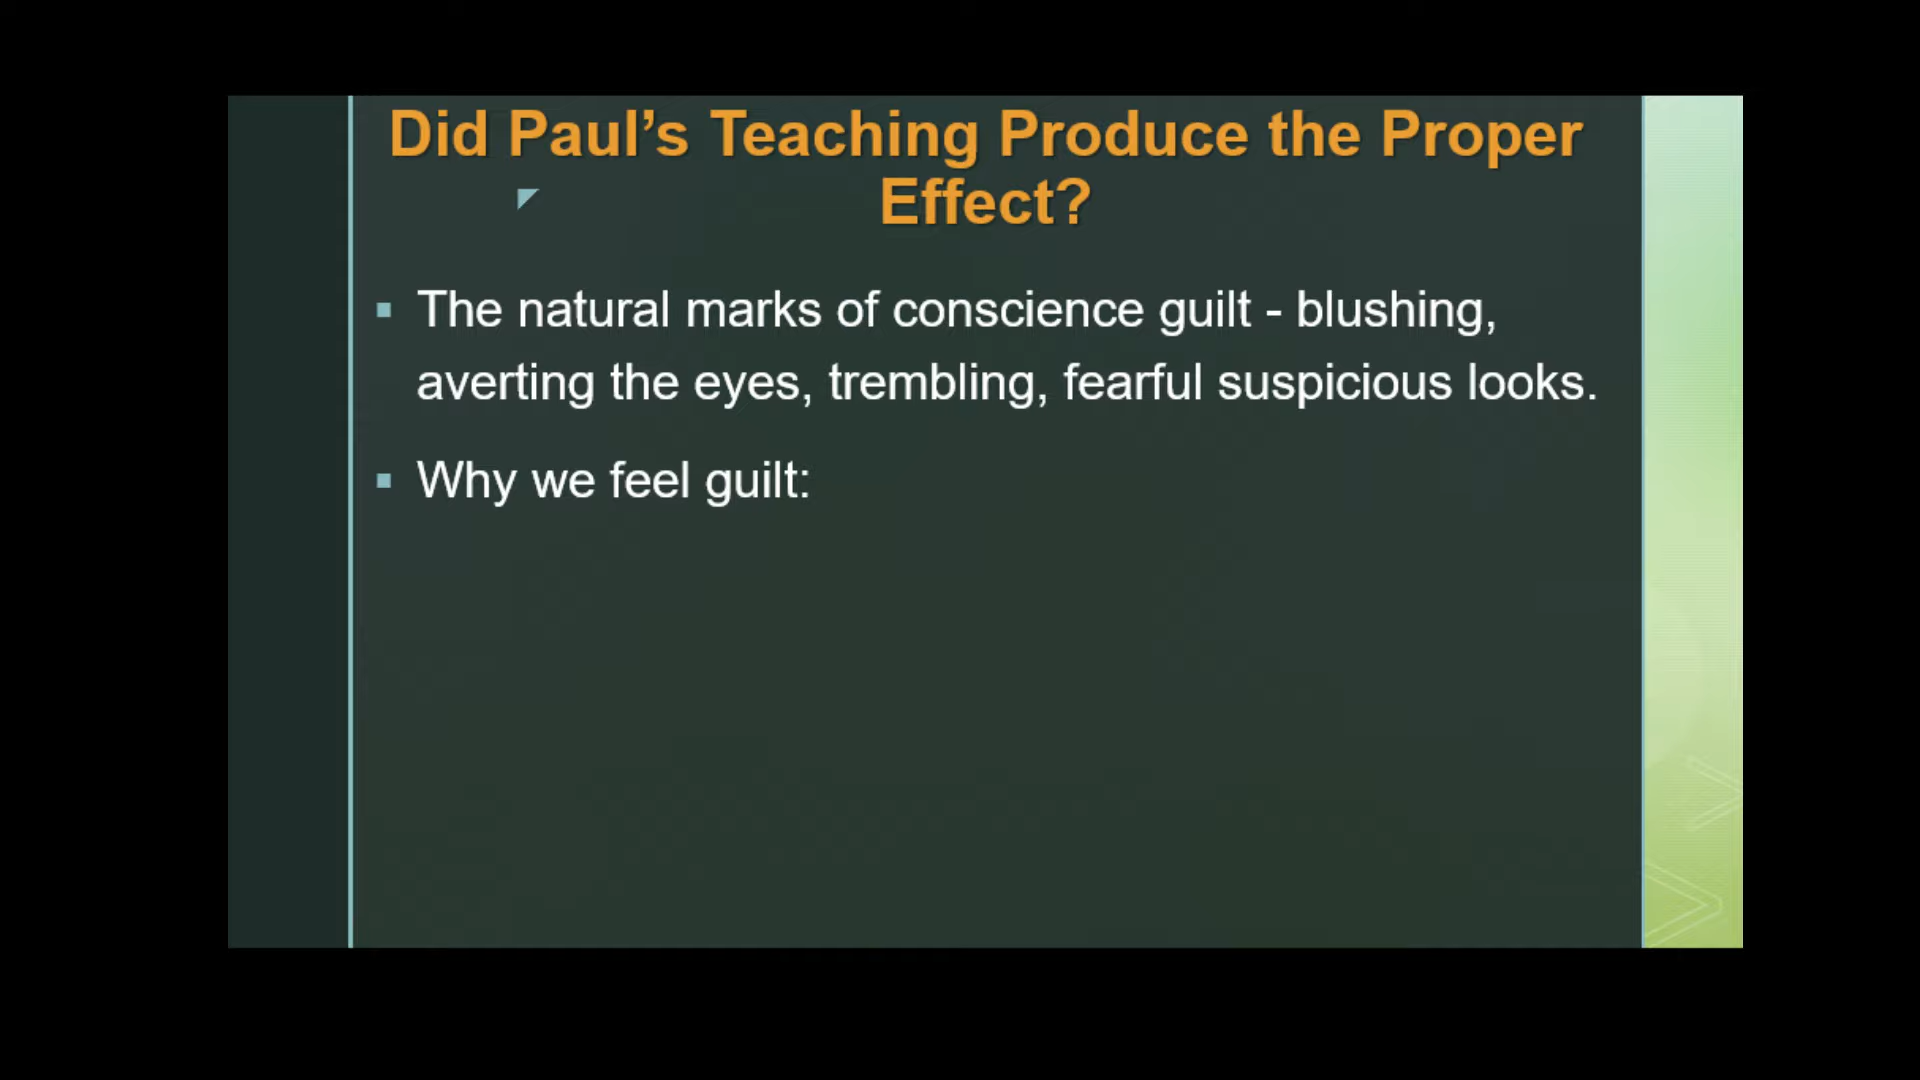 Did Paul’s Teaching Produce the Proper
Effect?
The natural marks of conscience guilt - blushing,
averting the eyes, trembling, fearful suspicious looks.
Why we feel guilt: